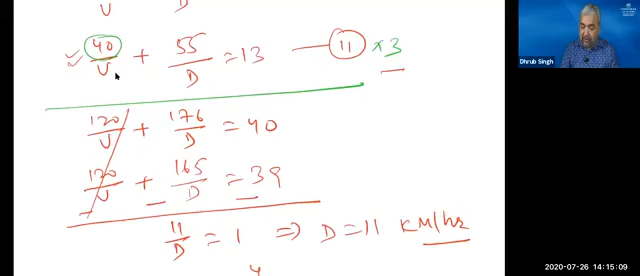 U D
40/U + 55/D = 13 — 11 × 3
120/U + 176/D = 40
120/U + 165/D = 39
- - -
11/D = 1 ⇒ D = 11 KM/hr
4
Dhrub Singh
2020-07-26 14:15:09